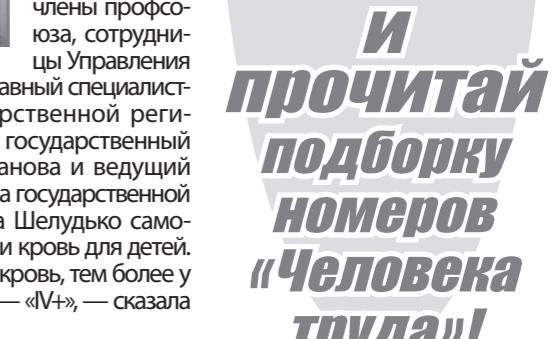 члены профсо-
юза, сотрудни-
цы Управления
авный специалист-
арственной реги-
государственный
анова и ведущий
а государственной
а Шелудько само-
и кровь для детей.
кровь, тем более у
— «IV+», — сказала
И
прочитай
подборку
номеров
«Человека
труда»!